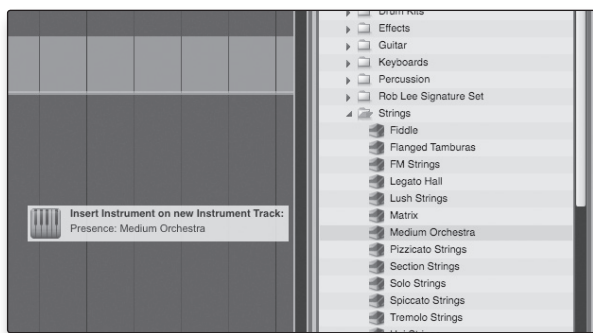 Drum Kits
Effects
Guitar
Keyboards
Percussion
Rob Lee Signature Set
Strings
Fiddle
Flanged Tamburas
FM Strings
Legato Hall
Lush Strings
Matrix
Medium Orchestra
Pizzicato Strings
Section Strings
Solo Strings
Spiccato Strings
Tremolo Strings
Insert Instrument on new Instrument Track:
Presence: Medium Orchestra